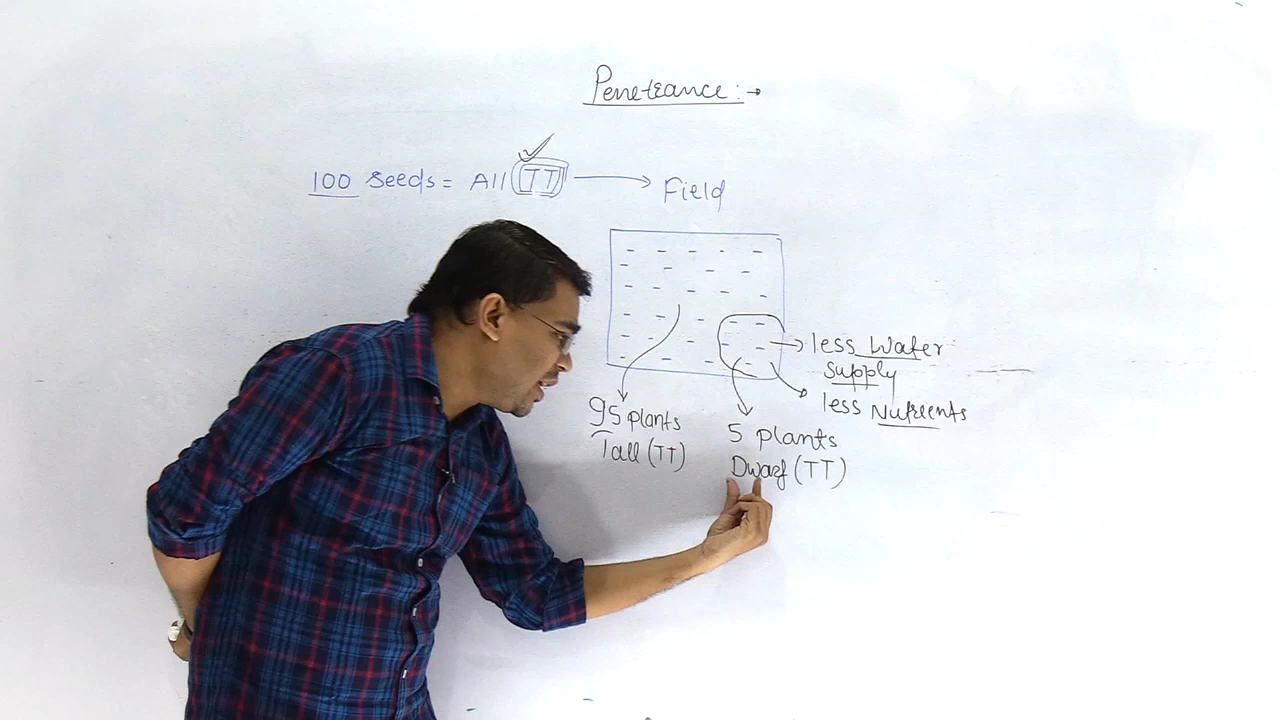 Penetrance :→
100 Seeds = All (TT) → Field
less Water
supply
less Nutrients
95 plants
Tall (TT)
5 plants
Dwarf (TT)